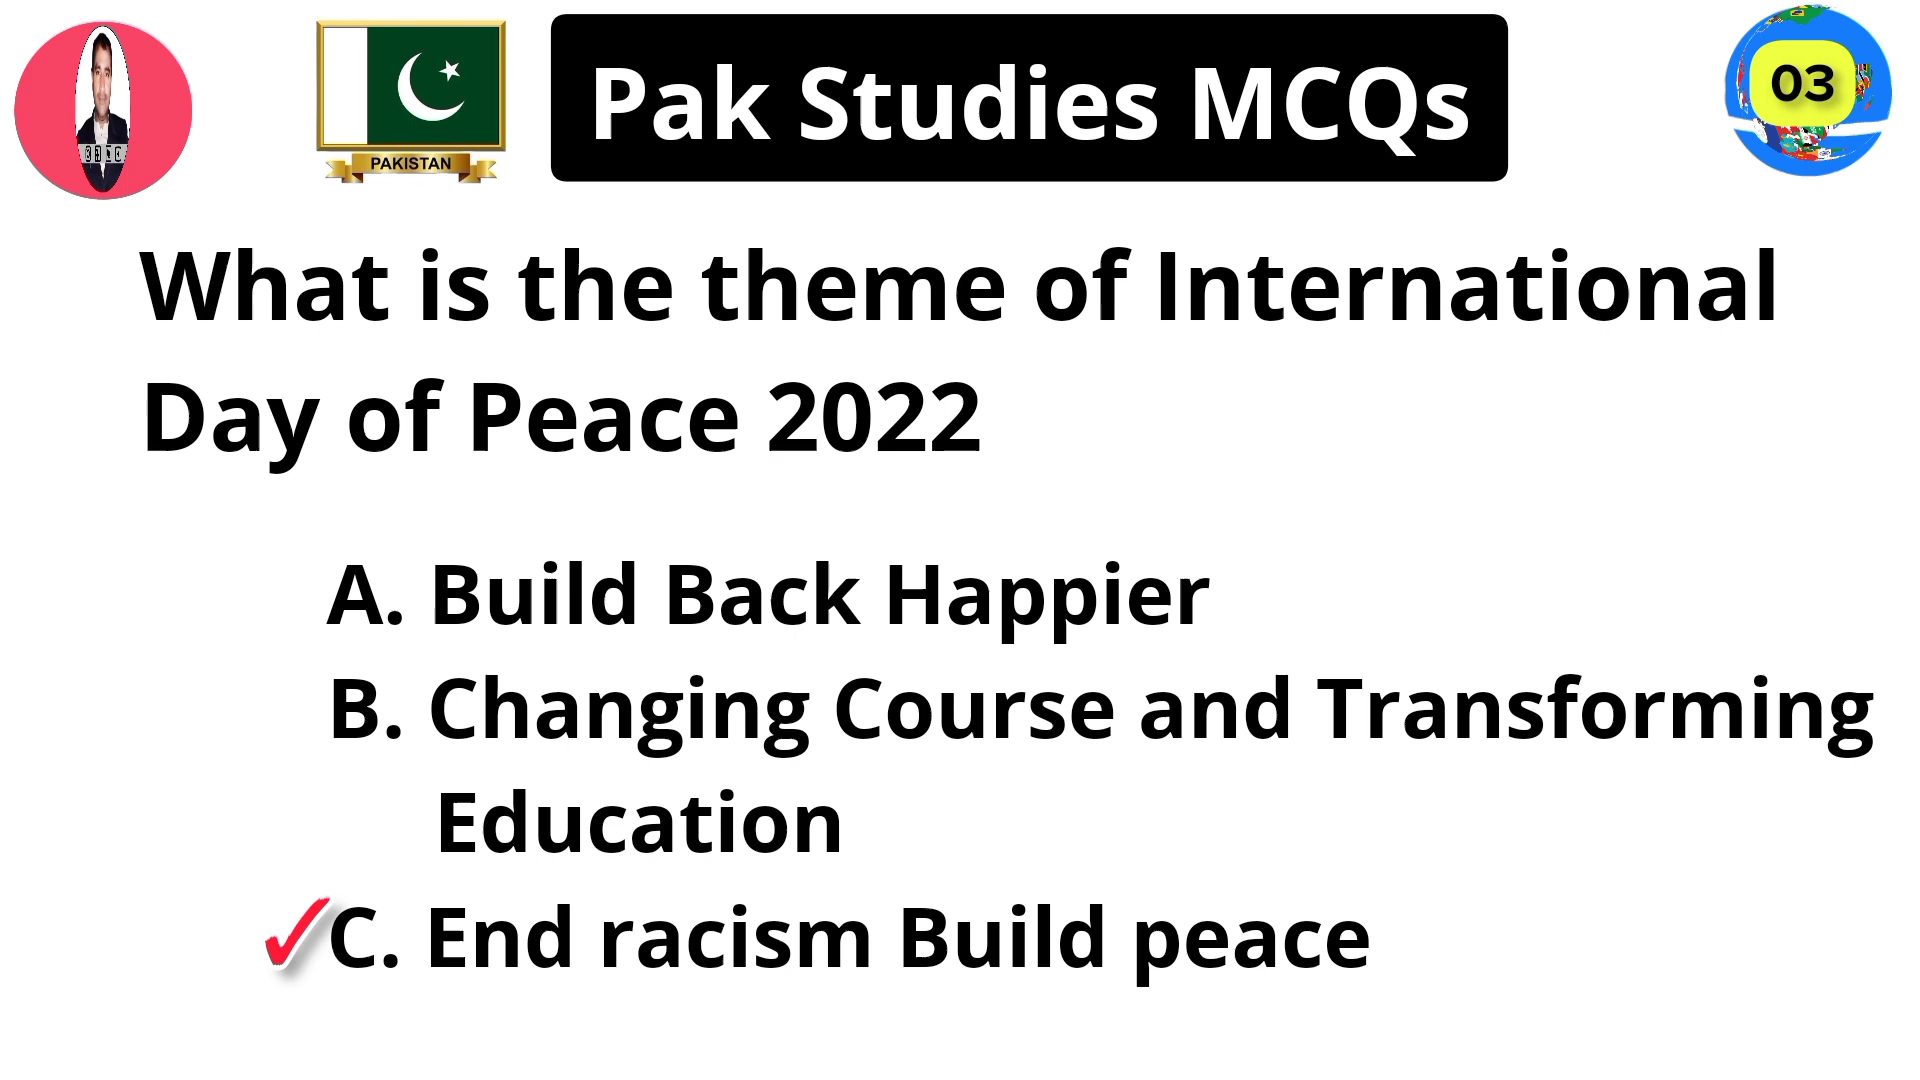 Pak Studies MCQs
03
PAKISTAN
What is the theme of International
Day of Peace 2022
A. Build Back Happier
B. Changing Course and Transforming
Education
C. End racism Build peace